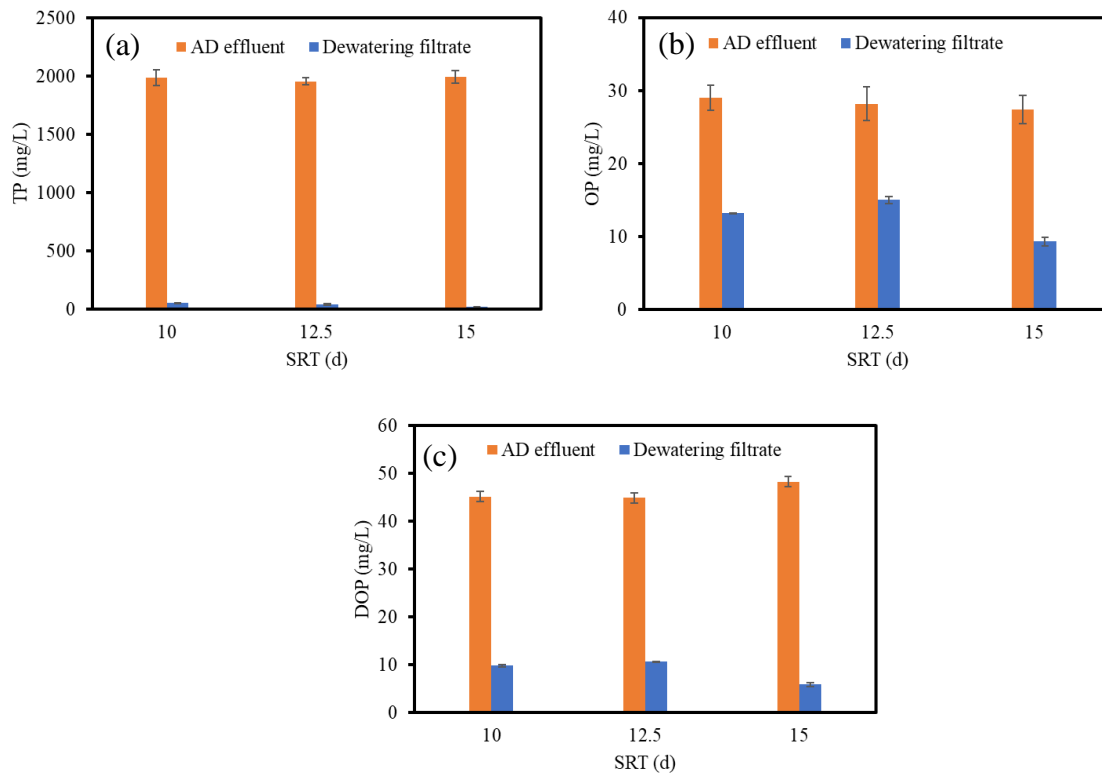 (a)
AD effluent Dewatering filtrate
2500
2000
1500
1000
500
0
TP (mg/L)
10 12.5 15
SRT (d)
(b)
AD effluent Dewatering filtrate
40
30
20
10
0
OP (mg/L)
10 12.5 15
SRT (d)
(c)
AD effluent Dewatering filtrate
60
50
40
30
20
10
0
DOP (mg/L)
10 12.5 15
SRT (d)